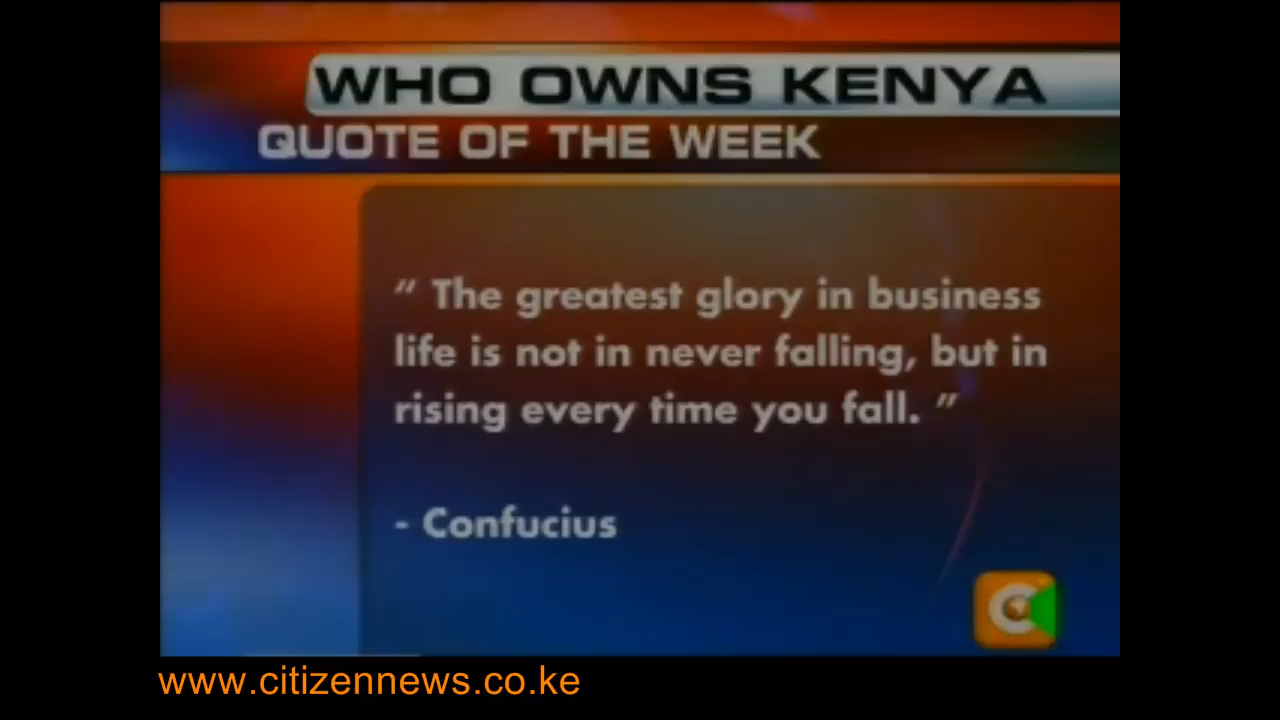 WHO OWNS KENYA
QUOTE OF THE WEEK
“ The greatest glory in business
life is not in never falling, but in
rising every time you fall. ”
- Confucius
www.citizennews.co.ke